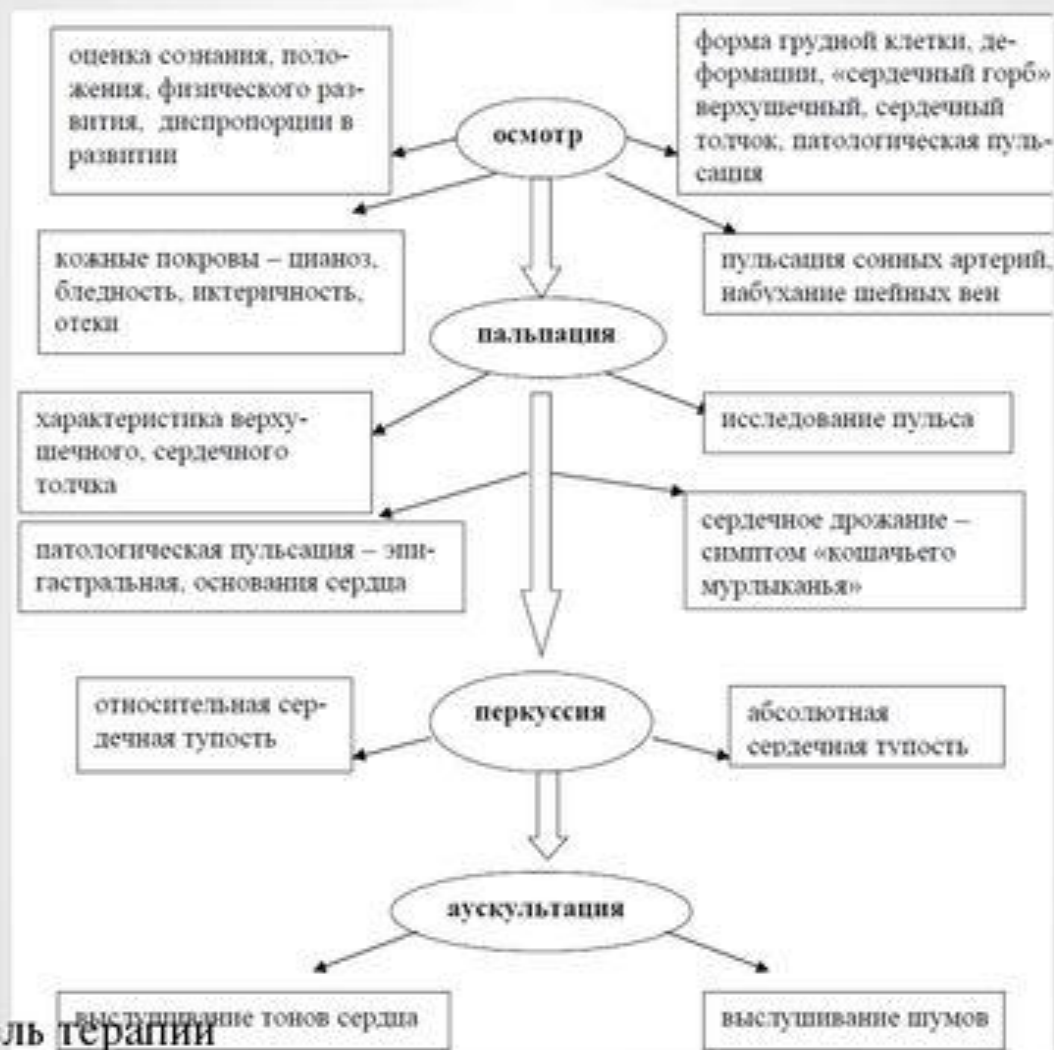 оценка сознания, поло-
жения, физического раз-
вития, диспропорции в
развитии
форма грудной клетки, де-
формации, «сердечный горб»
верхушечный, сердечный
толчок, патологическая пуль-
сация
осмотр
кожные покровы – цианоз,
бледность, иктеричность,
отеки
пульсация сонных артерий,
набухание шейных вен
пальпация
характеристика верху-
шечного, сердечного
толчка
исследование пульса
патологическая пульсация – эпи-
гастральная, основания сердца
сердечное дрожание –
симптом «кошачьего
мурлыканья»
относительная сер-
дечная тупость
перкуссия
абсолютная
сердечная тупость
аускультация
выслушивание тонов сердца
выслушивание шумов
ль терапии